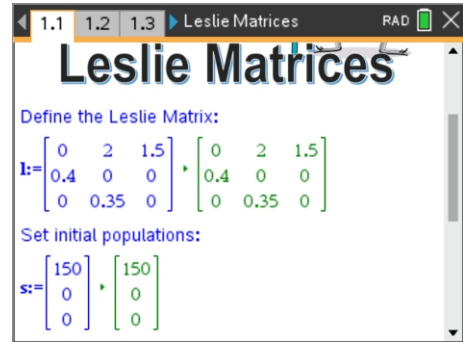 1.1 1.2 1.3 Leslie Matrices RAD
Leslie Matrices
Define the Leslie Matrix:
l:=[0 2 1.5; 0.4 0 0; 0 0.35 0] ▸ [0 2 1.5; 0.4 0 0; 0 0.35 0]
Set initial populations:
s:=[150; 0; 0] ▸ [150; 0; 0]